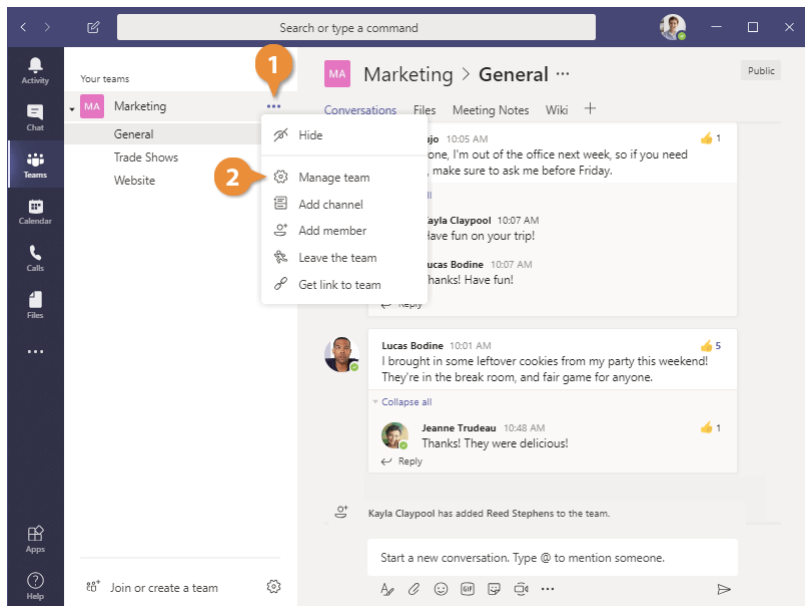 Search or type a command
Activity
Chat
Teams
Calendar
Calls
Files
Apps
Help
Your teams
MA Marketing
General
Trade Shows
Website
1
2
Hide
Manage team
Add channel
Add member
Leave the team
Get link to team
Join or create a team
MA Marketing > General
Public
Conversations Files Meeting Notes Wiki
10:05 AM 1
one, I'm out of the office next week, so if you need
, make sure to ask me before Friday.
Claypool 10:07 AM
Have fun on your trip!
Bodine 10:07 AM
Thanks! Have fun!
Reply
Lucas Bodine 10:01 AM 5
I brought in some leftover cookies from my party this weekend!
They're in the break room, and fair game for anyone.
Collapse all
Jeanne Trudeau 10:48 AM 1
Thanks! They were delicious!
Reply
Kayla Claypool has added Reed Stephens to the team.
Start a new conversation. Type @ to mention someone.
GIF